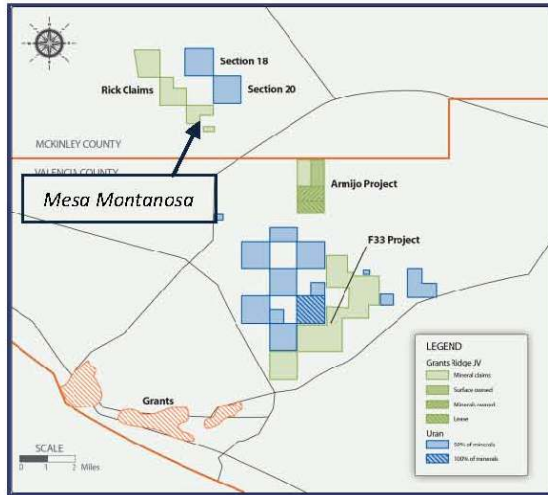 Section 18
Rick Claims
Section 20
MCKINLEY COUNTY
VALENCIA COUNTY
Mesa Montanosa
Armijo Project
F33 Project
Grants
LEGEND
Grants Ridge JV
Mineral claims
Surface owned
Minerals owned
Lease
Uran
50% of minerals
100% of minerals
SCALE
0 1 2 Miles